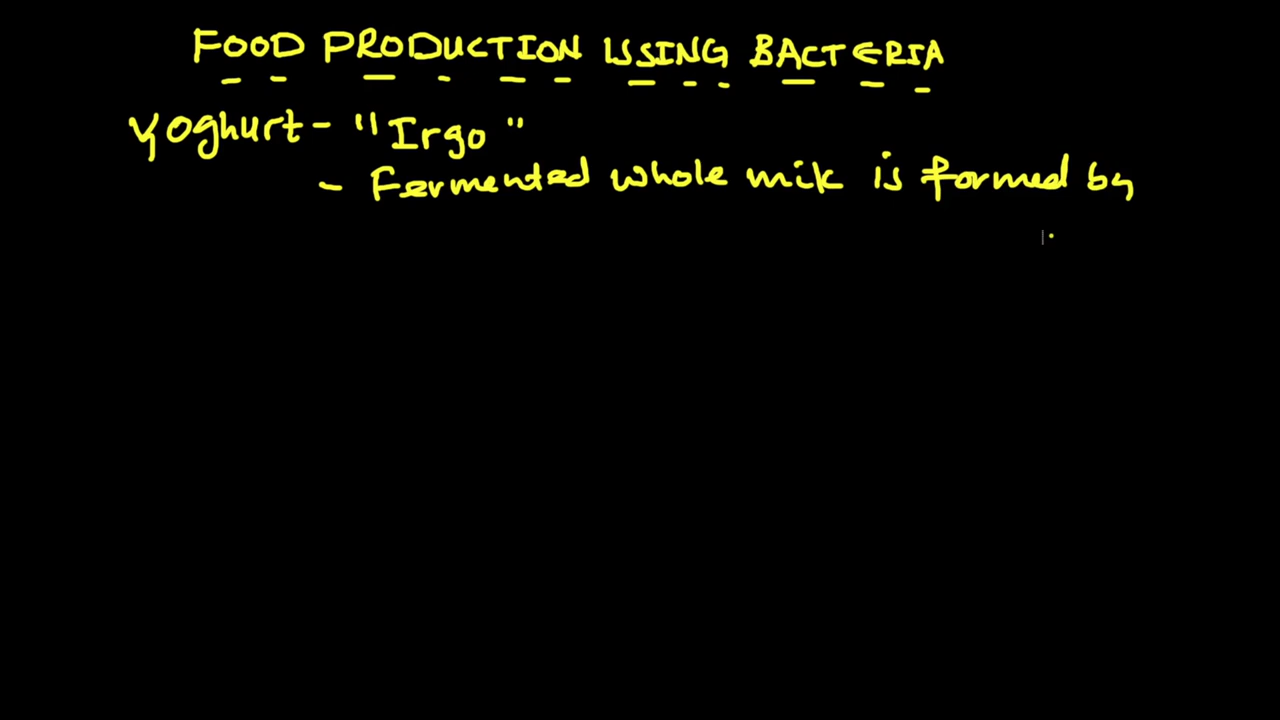 FOOD PRODUCTION USING BACTERIA
Yoghurt - "Irgo"
- Fermented whole mik is formed by